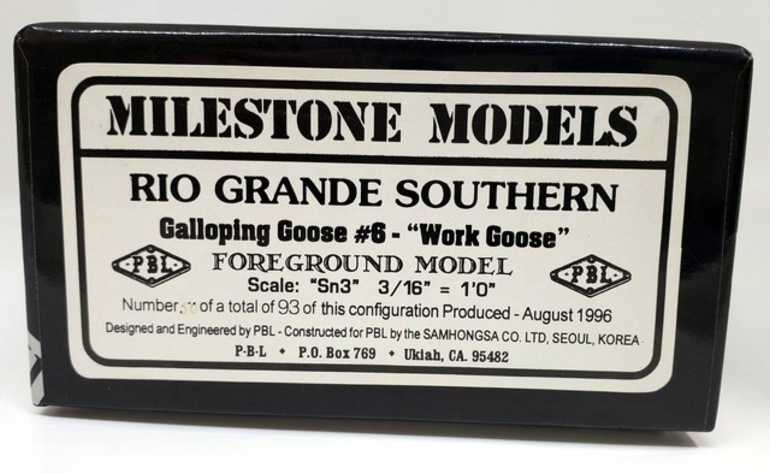 MILESTONE MODELS
RIO GRANDE SOUTHERN
Galloping Goose #6 - "Work Goose"
PBL FOREGROUND MODEL PBL
Scale: "Sn3" 3/16" = 1'0"
Number of a total of 93 of this configuration Produced - August 1996
Designed and Engineered by PBL - Constructed for PBL by the SAMHONGSA CO. LTD, SEOUL, KOREA
P-B-L • P.O. Box 769 • Ukiah, CA. 95482